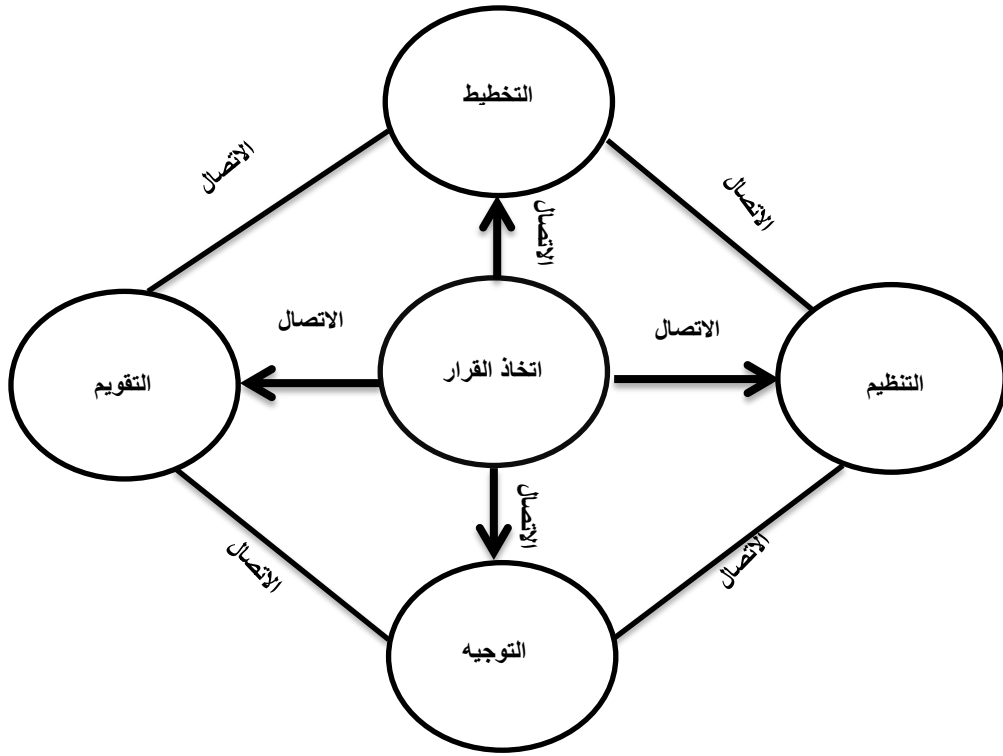 التخطيط
الاتصال
الاتصال
الاتصال
الاتصال
الاتصال
التنظيم
اتخاذ القرار
التقويم
الاتصال
الاتصال
الاتصال
التوجيه